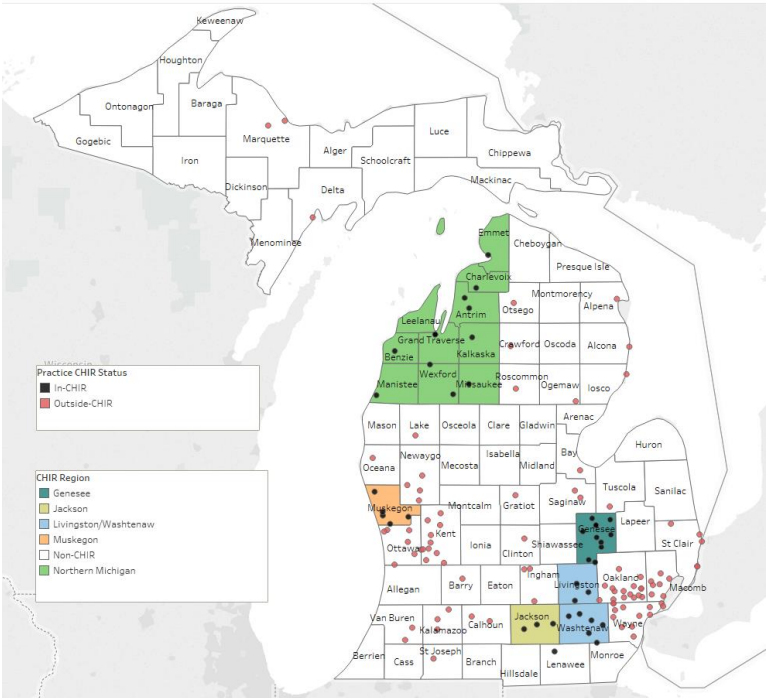 Keweenaw
Houghton
Ontonagon
Baraga
Gogebic
Marquette
Iron
Alger
Luce
Schoolcraft
Chippewa
Dickinson
Delta
Mackinac
Menominee
Emmet
Cheboygan
Presque Isle
Charlevoix
Montmorency
Antrim
Otsego
Alpena
Leelanau
Grand Traverse
Crawford
Oscoda
Alcona
Benzie
Kalkaska
Wisconsin
Practice CHIR Status
In-CHIR
Outside-CHIR
Wexford
Manistee
Missaukee
Roscommon
Ogemaw
Iosco
Arenac
Mason
Lake
Osceola
Clare
Gladwin
Huron
Newaygo
Isabella
Bay
Oceana
Mecosta
Midland
CHIR Region
Genesee
Jackson
Livingston/Washtenaw
Muskegon
Non-CHIR
Northern Michigan
Tuscola
Sanilac
Muskegon
Montcalm
Gratiot
Saginaw
Lapeer
Genesee
Kent
Ottawa
Ionia
Clinton
Shiawassee
St Clair
Allegan
Barry
Eaton
Ingham
Livingston
Oakland
Macomb
Van Buren
Kalamazoo
Calhoun
Jackson
Washtenaw
Wayne
Berrien
Cass
St Joseph
Branch
Hillsdale
Lenawee
Monroe